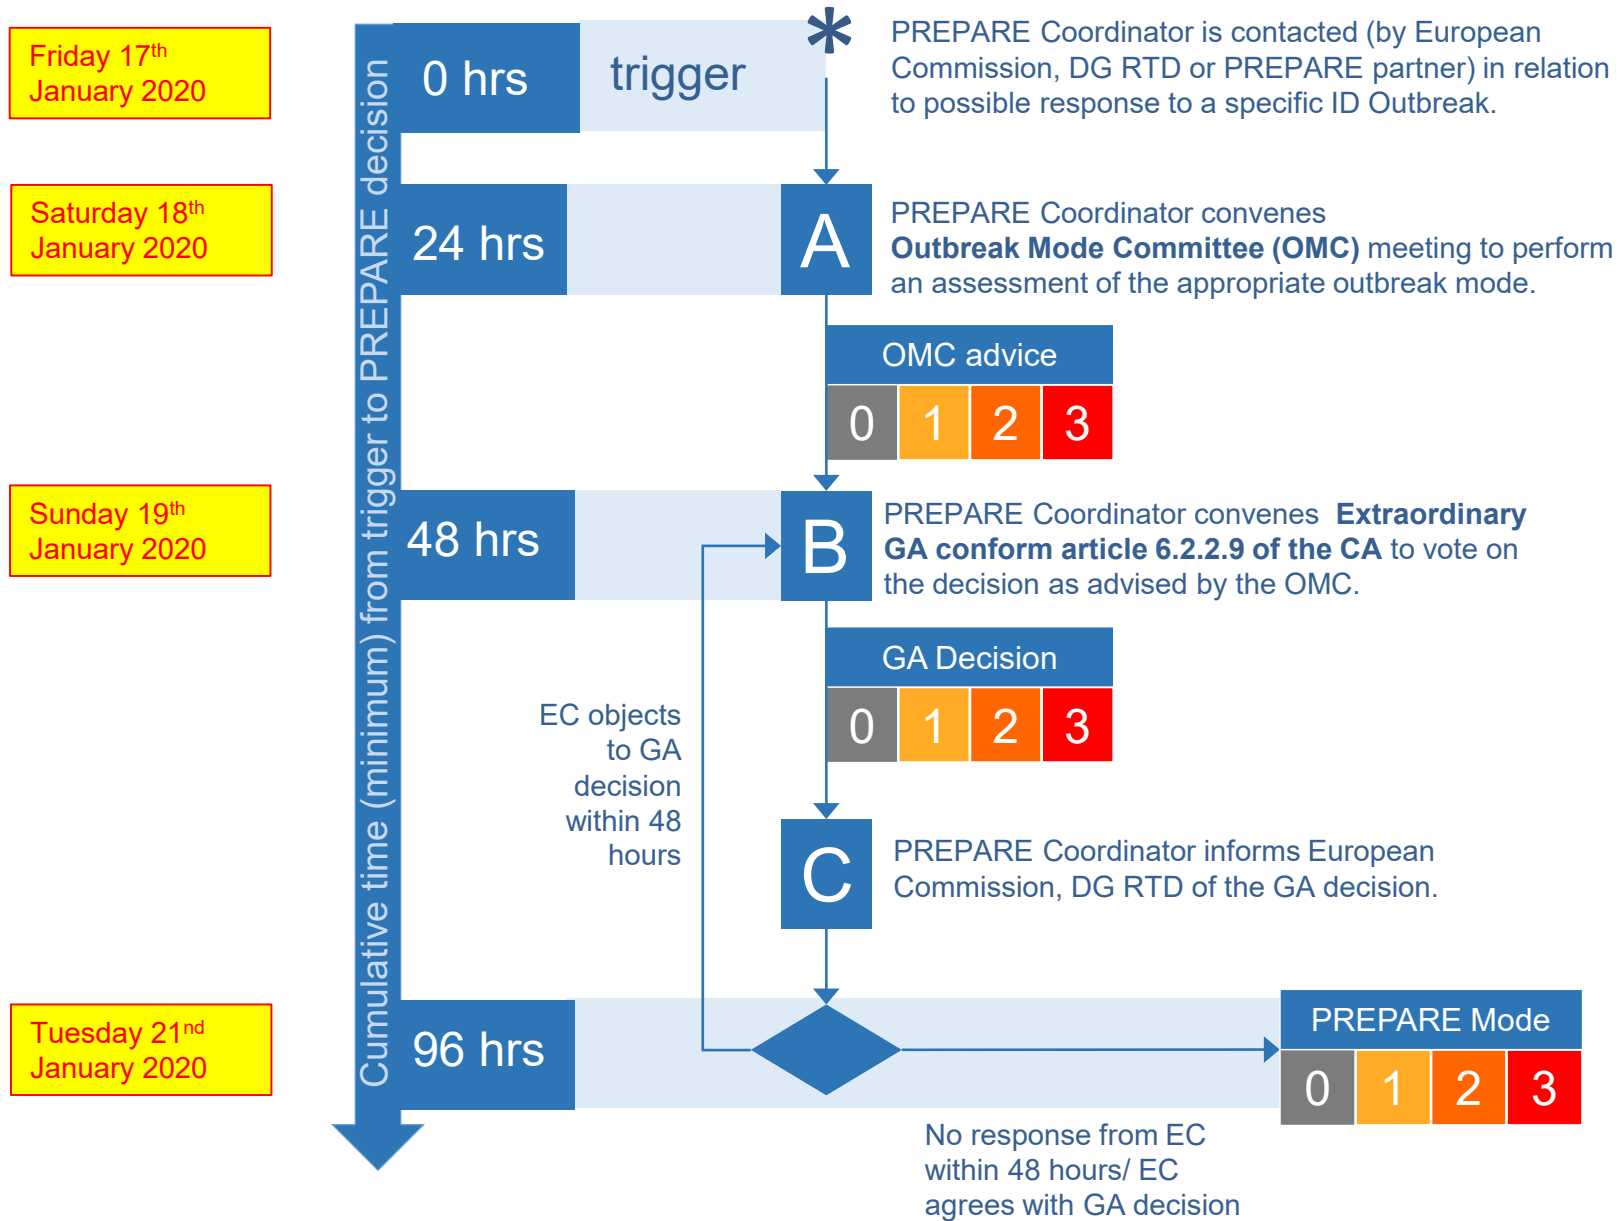 Friday 17th
January 2020
0 hrs
trigger
*
PREPARE Coordinator is contacted (by European
Commission, DG RTD or PREPARE partner) in relation
to possible response to a specific ID Outbreak.
Cumulative time (minimum) from trigger to PREPARE decision
Saturday 18th
January 2020
24 hrs
A
PREPARE Coordinator convenes
Outbreak Mode Committee (OMC) meeting to perform
an assessment of the appropriate outbreak mode.
OMC advice
0 1 2 3
Sunday 19th
January 2020
48 hrs
B
PREPARE Coordinator convenes Extraordinary
GA conform article 6.2.2.9 of the CA to vote on
the decision as advised by the OMC.
GA Decision
0 1 2 3
EC objects
to GA
decision
within 48
hours
C
PREPARE Coordinator informs European
Commission, DG RTD of the GA decision.
Tuesday 21nd
January 2020
96 hrs
PREPARE Mode
0 1 2 3
No response from EC
within 48 hours/ EC
agrees with GA decision